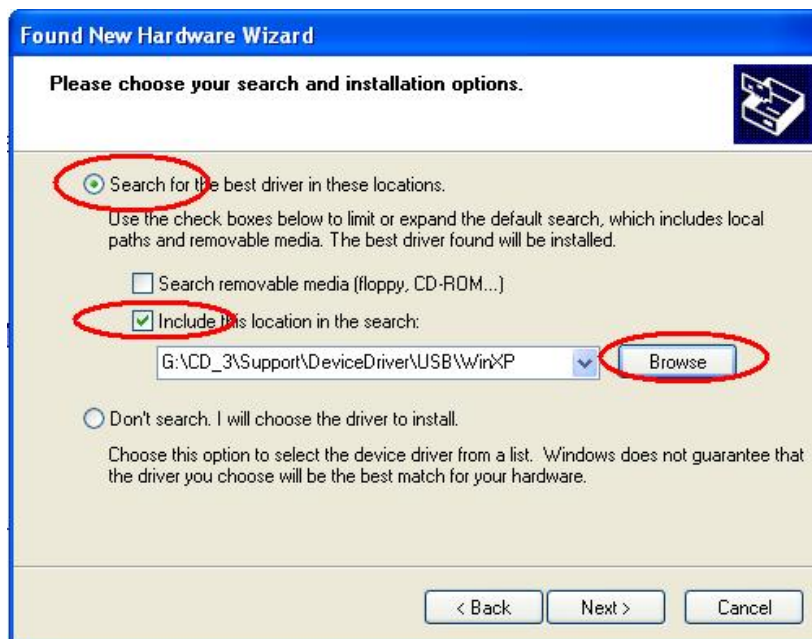 Found New Hardware Wizard
Please choose your search and installation options.
Search for the best driver in these locations.
Use the check boxes below to limit or expand the default search, which includes local
paths and removable media. The best driver found will be installed.
Search removable media (floppy, CD-ROM...)
Include this location in the search:
G:\CD_3\Support\DeviceDriver\USB\WinXP
Browse
Don't search. I will choose the driver to install.
Choose this option to select the device driver from a list. Windows does not guarantee that
the driver you choose will be the best match for your hardware.
< Back
Next >
Cancel